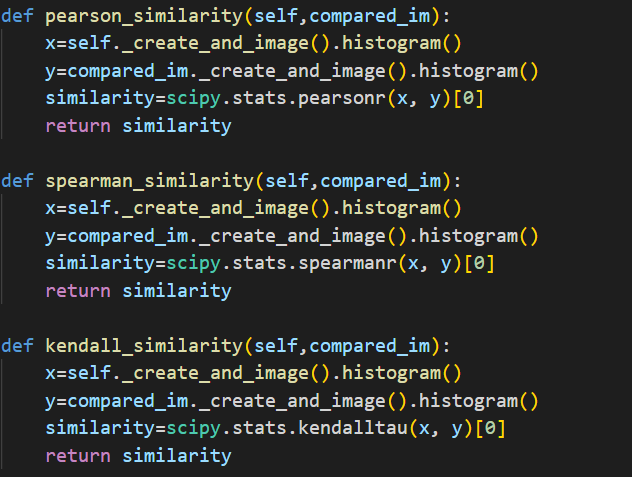 def pearson_similarity(self,compared_im):
    x=self._create_and_image().histogram()
    y=compared_im._create_and_image().histogram()
    similarity=scipy.stats.pearsonr(x, y)[0]
    return similarity

def spearman_similarity(self,compared_im):
    x=self._create_and_image().histogram()
    y=compared_im._create_and_image().histogram()
    similarity=scipy.stats.spearmanr(x, y)[0]
    return similarity

def kendall_similarity(self,compared_im):
    x=self._create_and_image().histogram()
    y=compared_im._create_and_image().histogram()
    similarity=scipy.stats.kendalltau(x, y)[0]
    return similarity